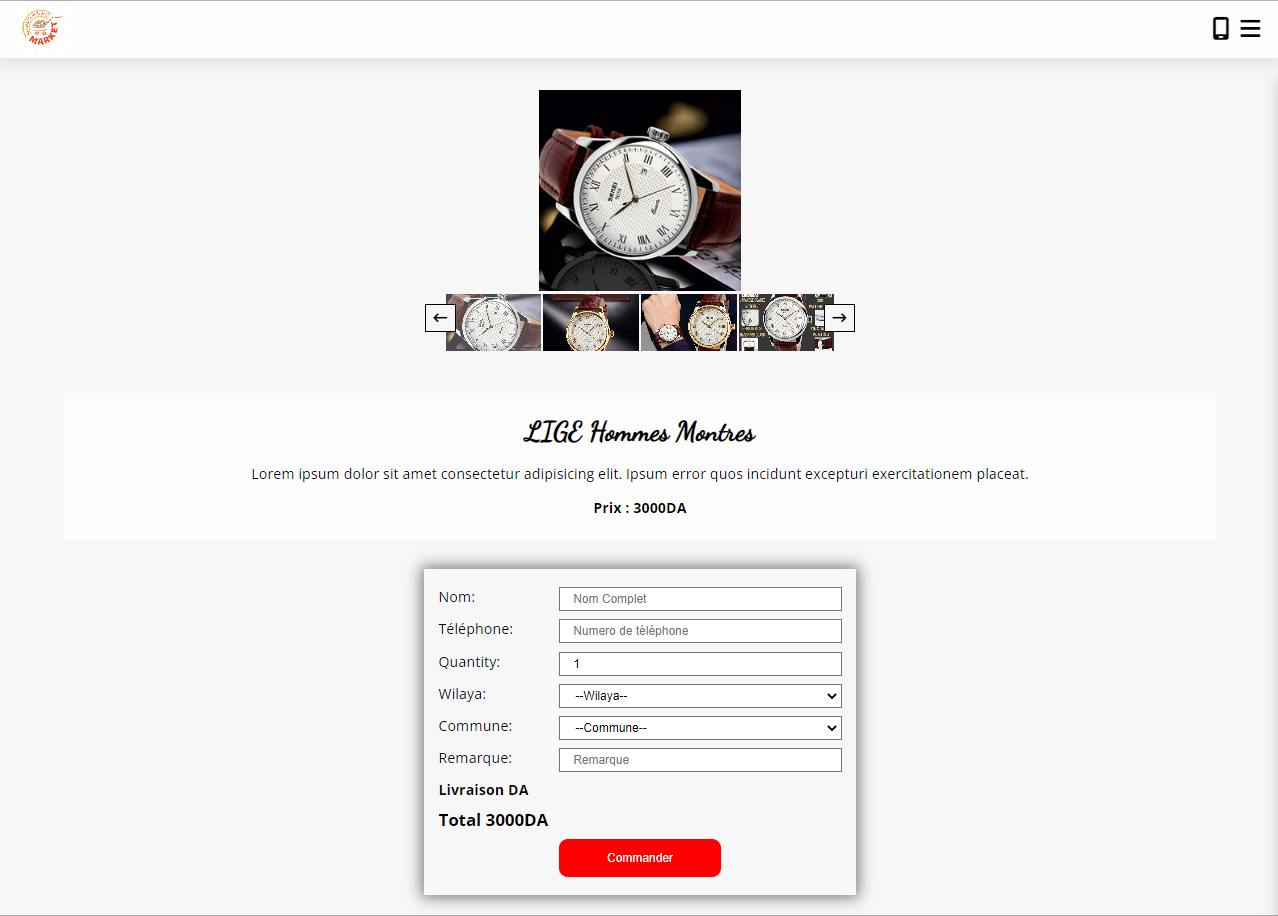 MARKET
SKMEI
LIGE Hommes Montres
Lorem ipsum dolor sit amet consectetur adipisicing elit. Ipsum error quos incidunt excepturi exercitationem placeat.
Prix : 3000DA
Nom:
Nom Complet
Téléphone:
Numero de téléphone
Quantity:
1
Wilaya:
--Wilaya--
Commune:
--Commune--
Remarque:
Remarque
Livraison DA
Total 3000DA
Commander